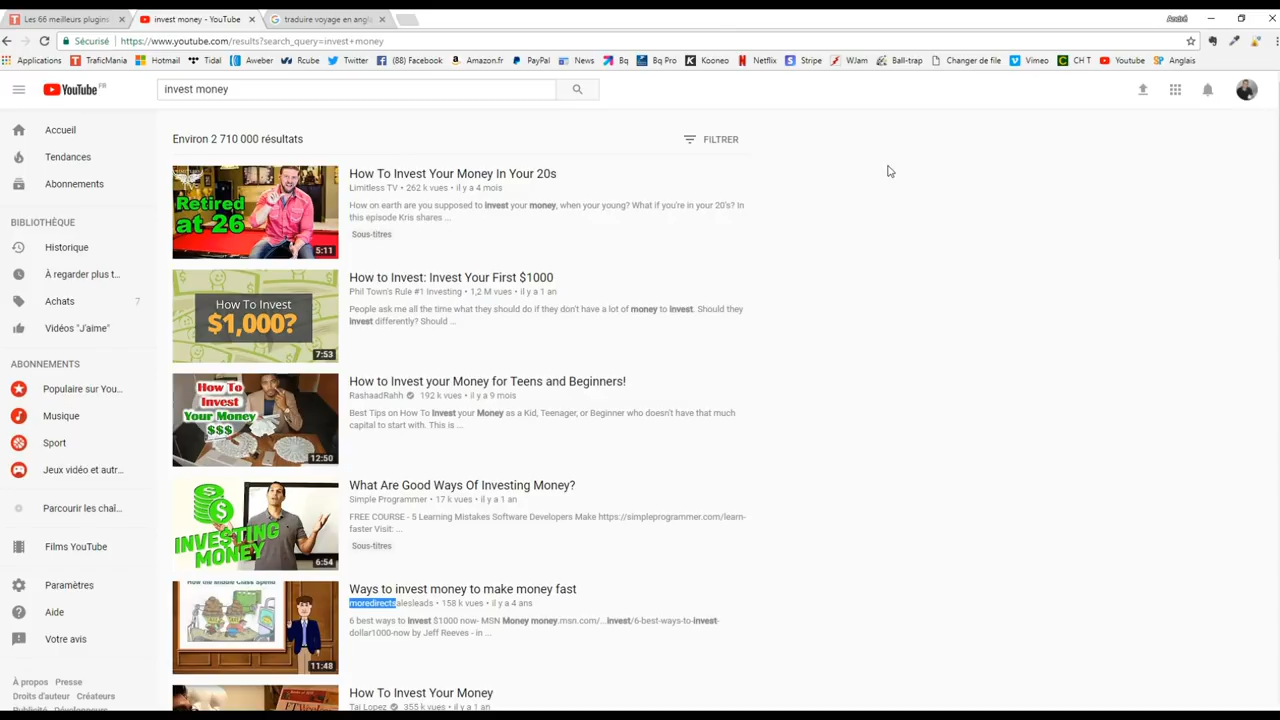 Les 66 meilleurs plugins
invest money - YouTube
traduire voyage en angl
André
Sécurisé
https://www.youtube.com/results?search_query=invest+money
Applications
TraficMania
Hotmail
Tidal
Aweber
Rcube
Twitter
(88) Facebook
Amazon.fr
PayPal
News
Bq
Bq Pro
Kooneo
Netflix
Stripe
WJam
Ball-trap
Changer de file
Vimeo
CH T
Youtube
Anglais
YouTube FR
invest money
Accueil
Tendances
Abonnements
BIBLIOTHÈQUE
Historique
À regarder plus t...
Achats 7
Vidéos "J'aime"
ABONNEMENTS
Populaire sur You...
Musique
Sport
Jeux vidéo et autr...
Parcourir les chaî...
Films YouTube
Paramètres
Aide
Votre avis
À propos Presse
Droits d'auteur Créateurs
Publicité Développeurs
Environ 2 710 000 résultats
FILTRER
Retired
at 26
5:11
How To Invest Your Money In Your 20s
Limitless TV • 262 k vues • il y a 4 mois
How on earth are you supposed to invest your money, when your young? What if you're in your 20's? In
this episode Kris shares ...
Sous-titres
How To Invest
$1,000?
7:53
How to Invest: Invest Your First $1000
Phil Town's Rule #1 Investing • 1,2 M vues • il y a 1 an
People ask me all the time what they should do if they don't have a lot of money to invest. Should they
invest differently? Should ...
How To
Invest
Your Money
$$$
12:50
How to Invest your Money for Teens and Beginners!
RashaadRahh • 192 k vues • il y a 9 mois
Best Tips on How To Invest your Money as a Kid, Teenager, or Beginner who doesn't have that much
capital to start with. This is ...
INVESTING
MONEY
6:54
What Are Good Ways Of Investing Money?
Simple Programmer • 17 k vues • il y a 1 an
FREE COURSE - 5 Learning Mistakes Software Developers Make https://simpleprogrammer.com/learn-
faster Visit: ...
Sous-titres
How the Middle Class Spend
11:48
Ways to invest money to make money fast
moredirectsalesleads • 158 k vues • il y a 4 ans
6 best ways to invest $1000 now- MSN Money money.msn.com/...invest/6-best-ways-to-invest-
dollar1000-now by Jeff Reeves - in ...
How To Invest Your Money
Tai Lopez • 355 k vues • il y a 1 an